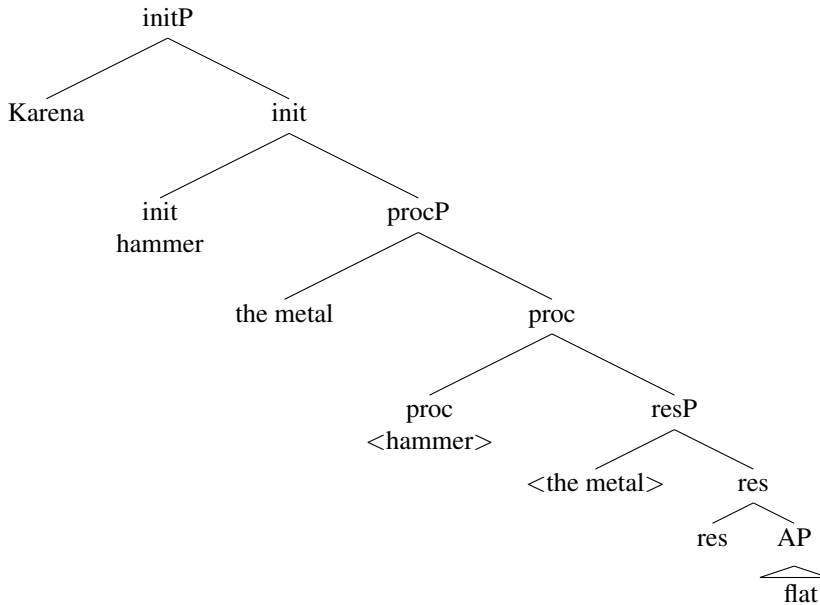 initP
Karena init
init procP
hammer
the metal proc
proc resP
<hammer>
<the metal> res
res AP
flat